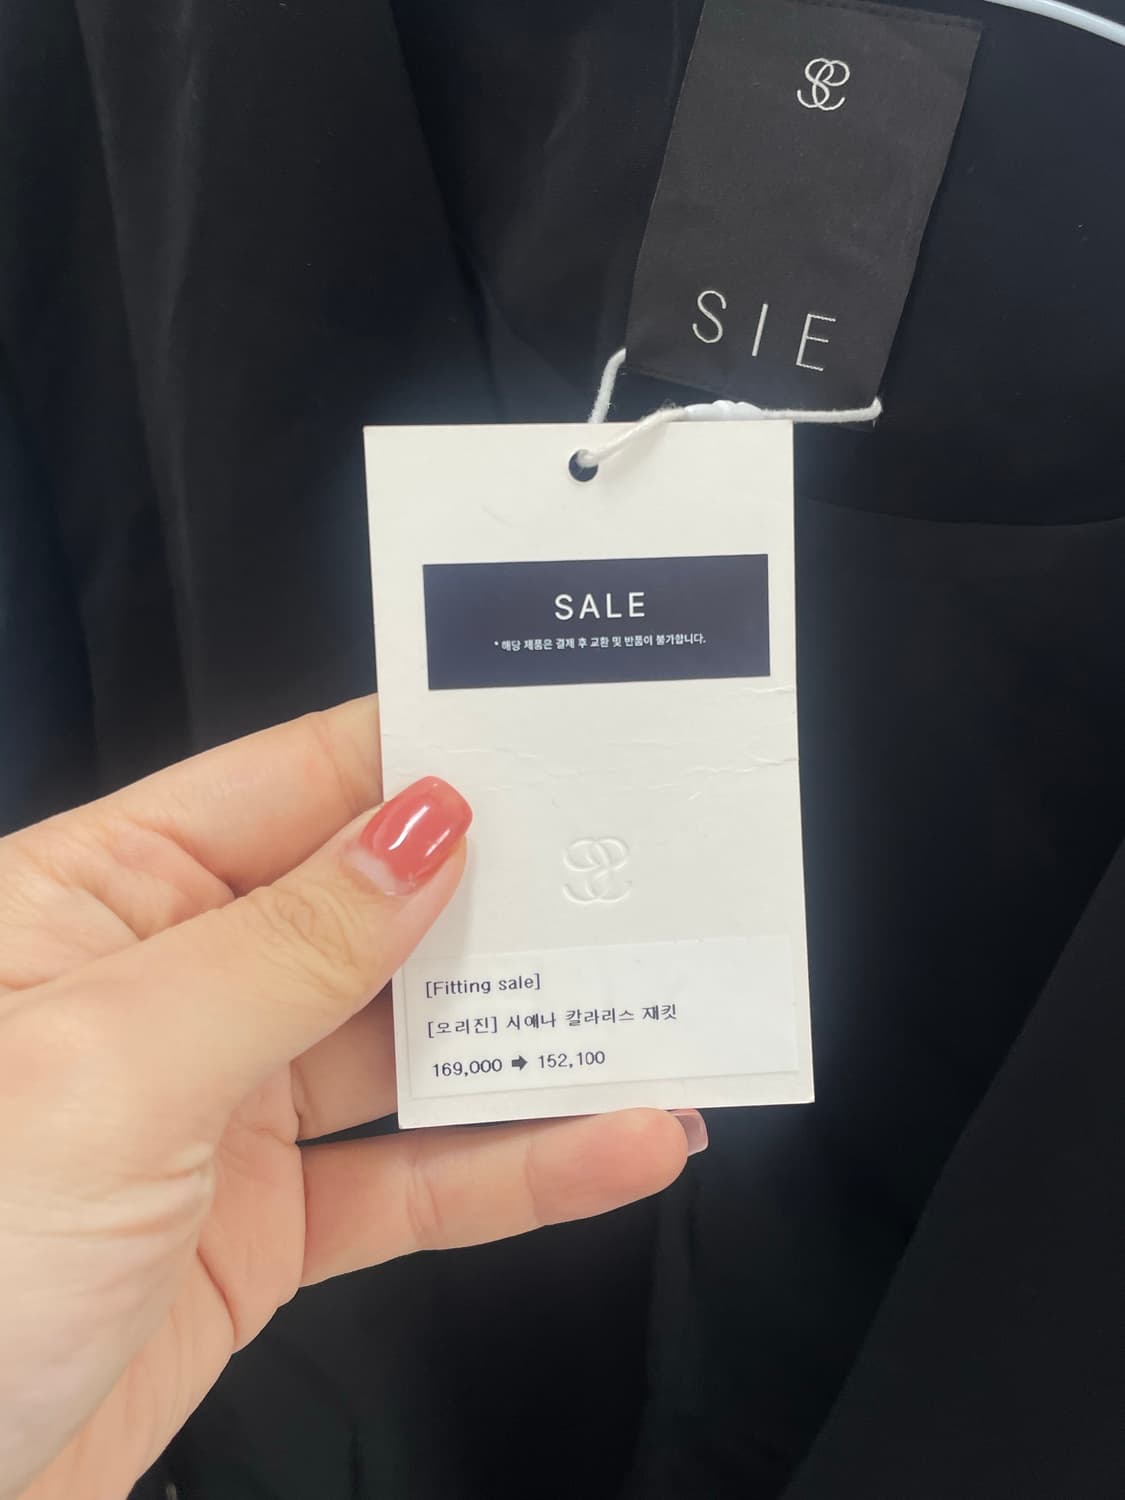 SIE
SALE
* 해당 제품은 결제 후 교환 및 반품이 불가합니다.
[Fitting sale]
[오리진] 시에나 칼라리스 재킷
169,000 ➡ 152,100